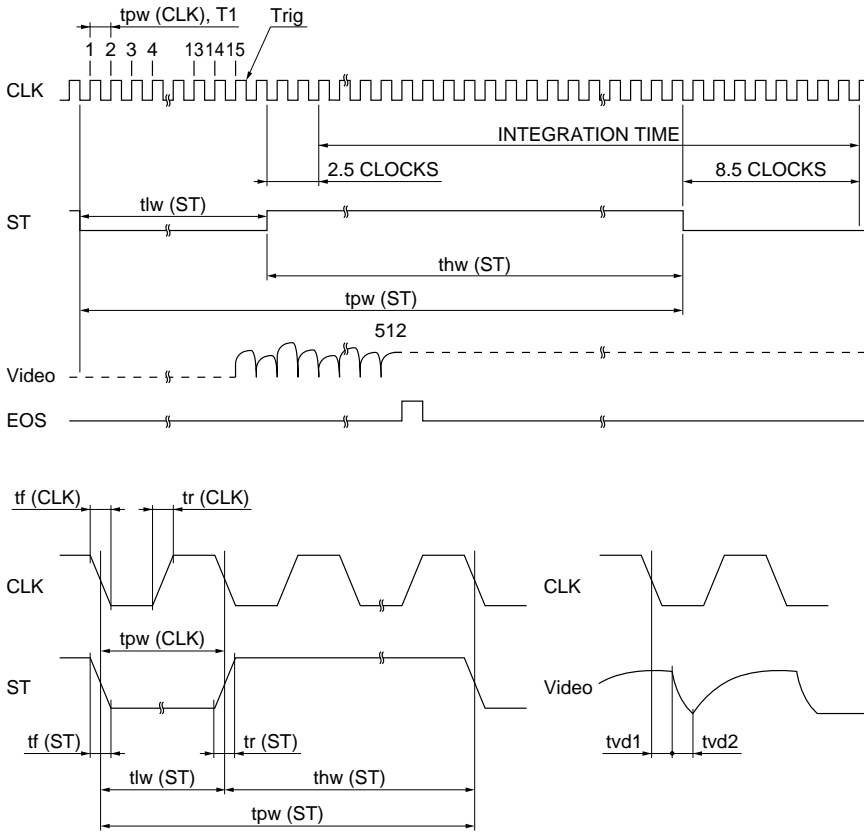 tpw (CLK), T1
Trig
1 2 3 4 13 14 15
CLK
INTEGRATION TIME
2.5 CLOCKS
8.5 CLOCKS
tlw (ST)
ST
thw (ST)
tpw (ST)
512
Video
EOS
tf (CLK)
tr (CLK)
CLK
CLK
tpw (CLK)
ST
Video
tf (ST)
tr (ST)
tvd1
tvd2
tlw (ST)
thw (ST)
tpw (ST)